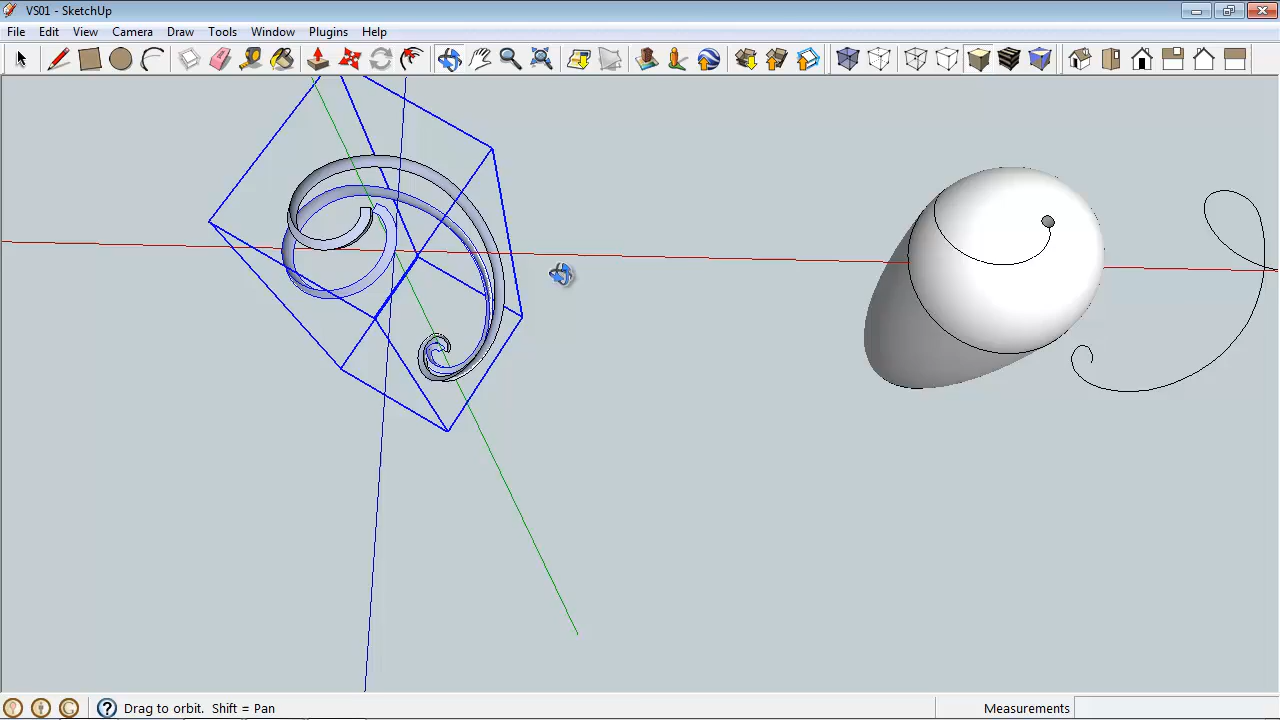 VS01 - SketchUp
File Edit View Camera Draw Tools Window Plugins Help
Drag to orbit. Shift = Pan
Measurements